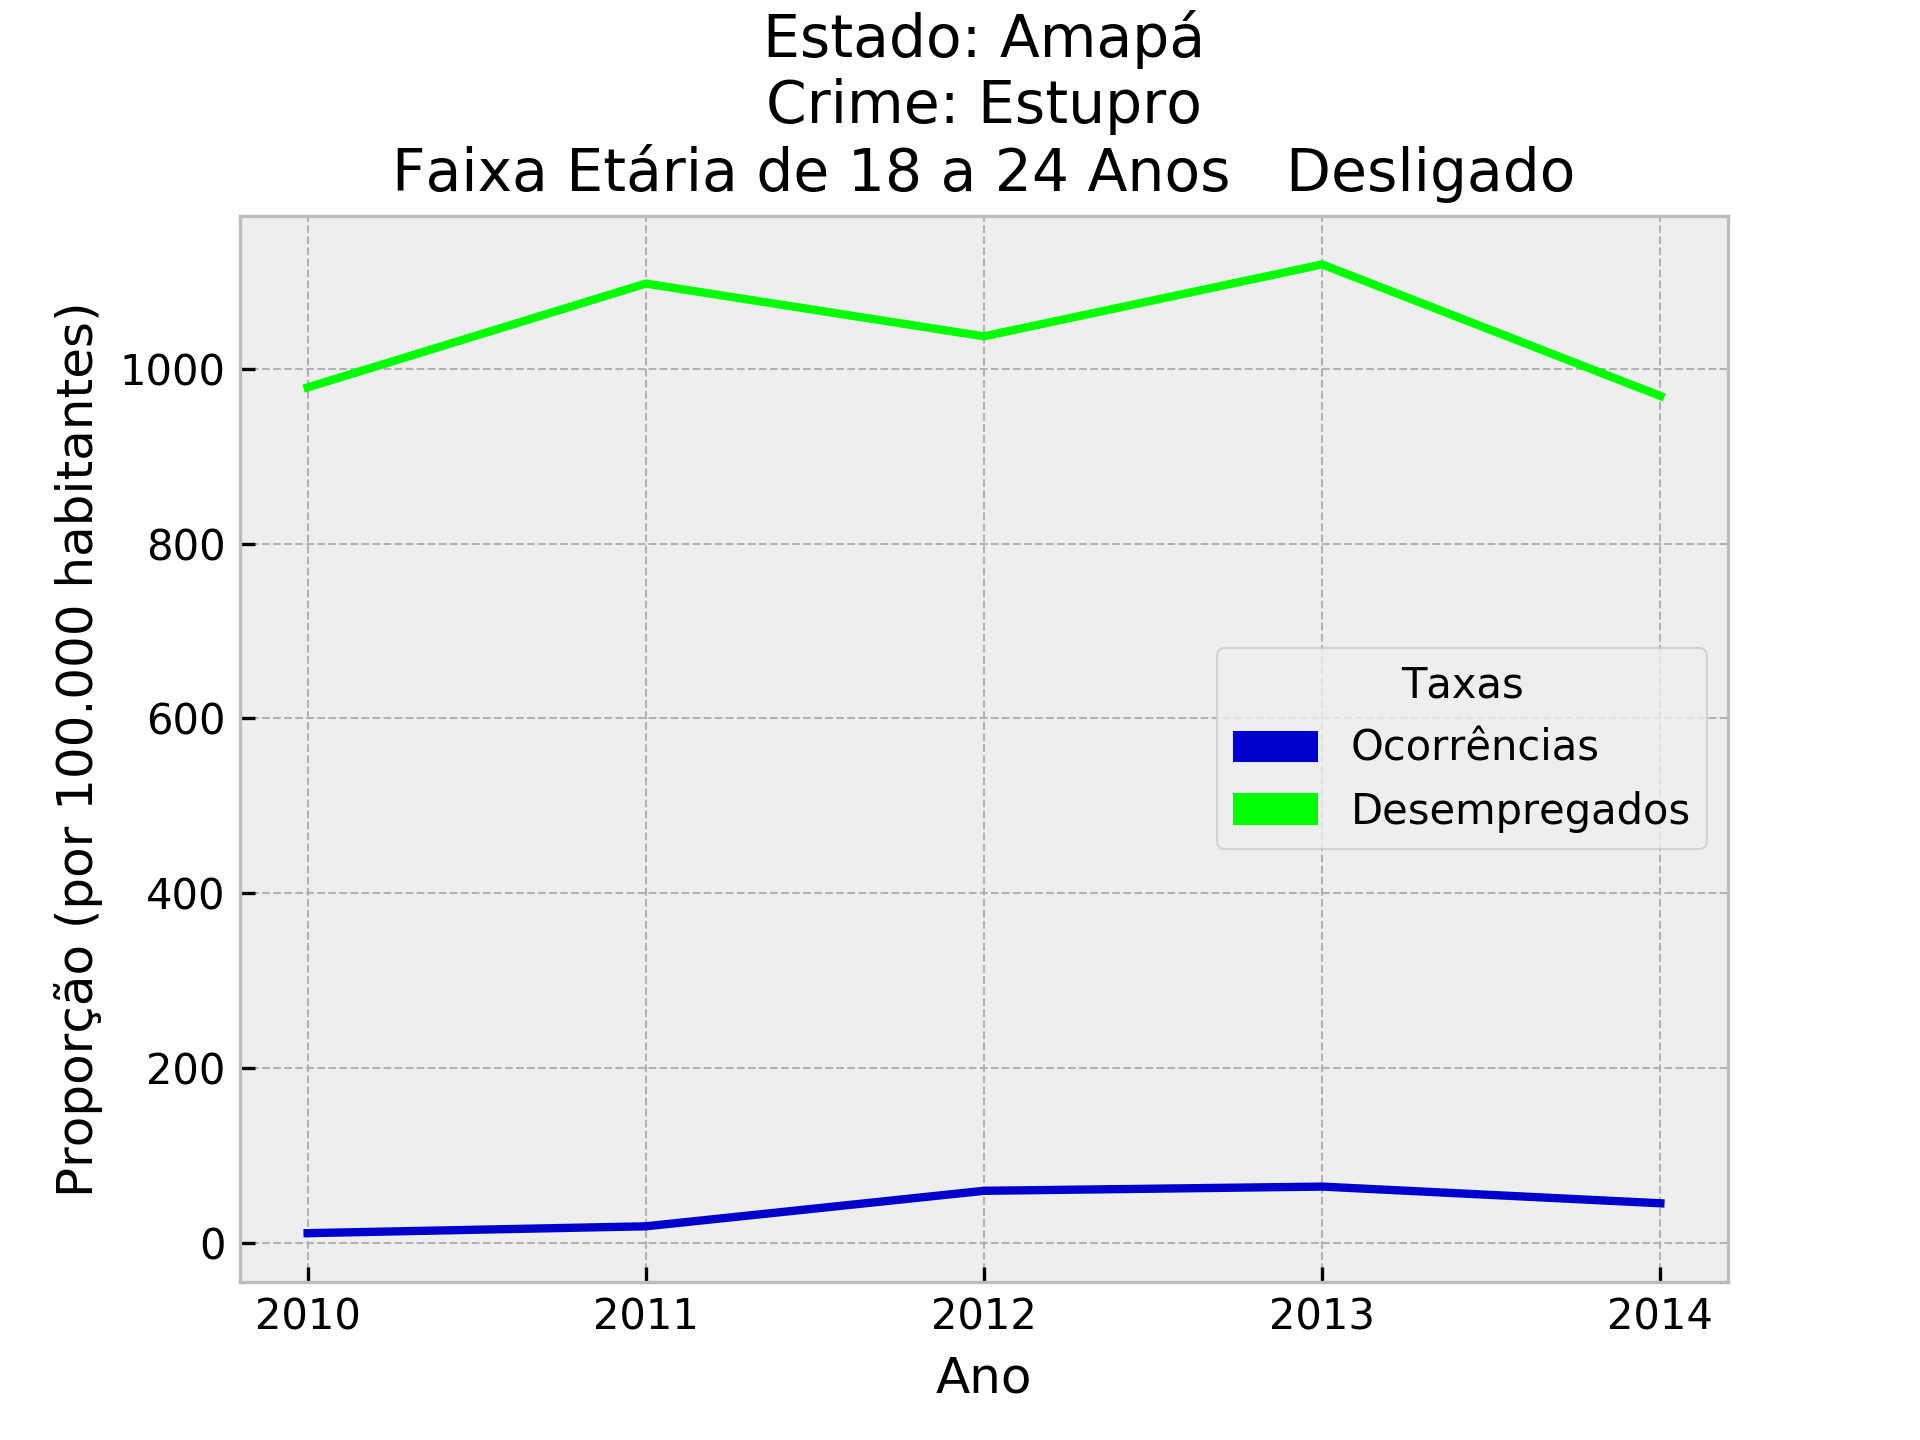 Estado: Amapá
Crime: Estupro
Faixa Etária de 18 a 24 Anos   Desligado
Proporção (por 100.000 habitantes)
1000
800
600
400
200
0
Taxas
Ocorrências
Desempregados
2010 2011 2012 2013 2014
Ano